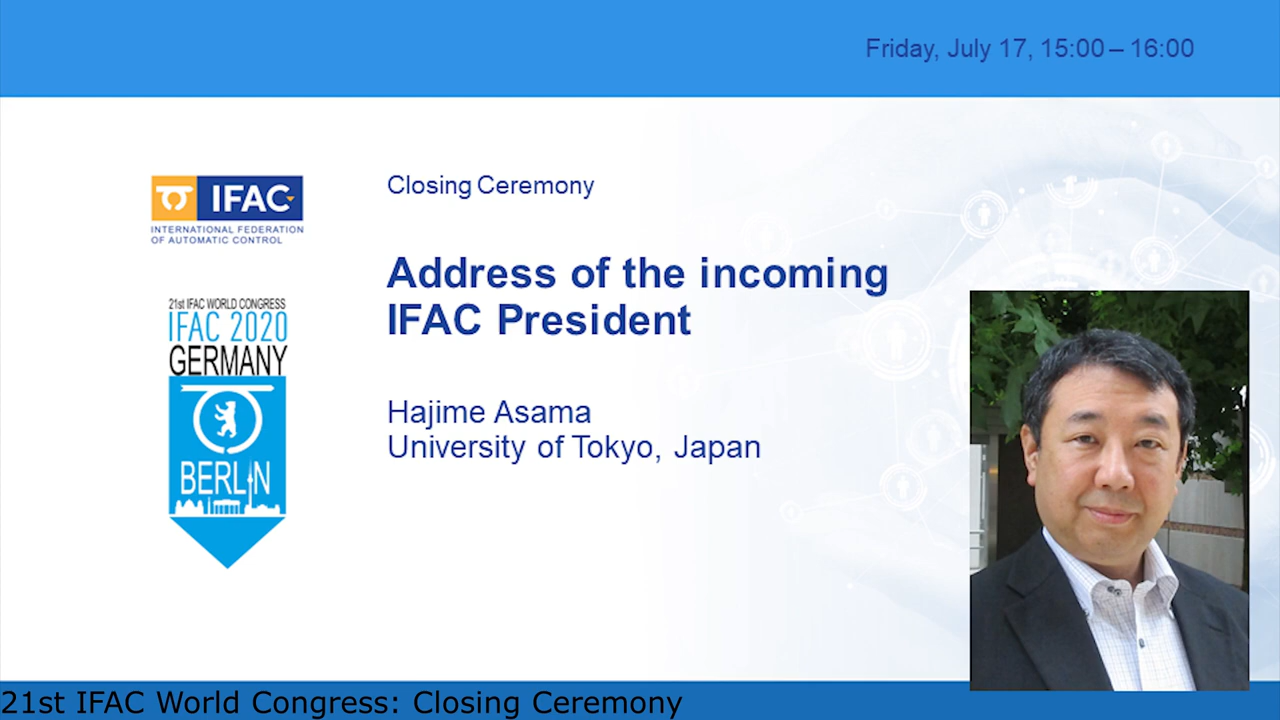 Friday, July 17, 15:00 – 16:00
IFAC
INTERNATIONAL FEDERATION
OF AUTOMATIC CONTROL
Closing Ceremony
Address of the incoming
IFAC President
21st IFAC WORLD CONGRESS
IFAC 2020
GERMANY
BERLIN
Hajime Asama
University of Tokyo, Japan
21st IFAC World Congress: Closing Ceremony